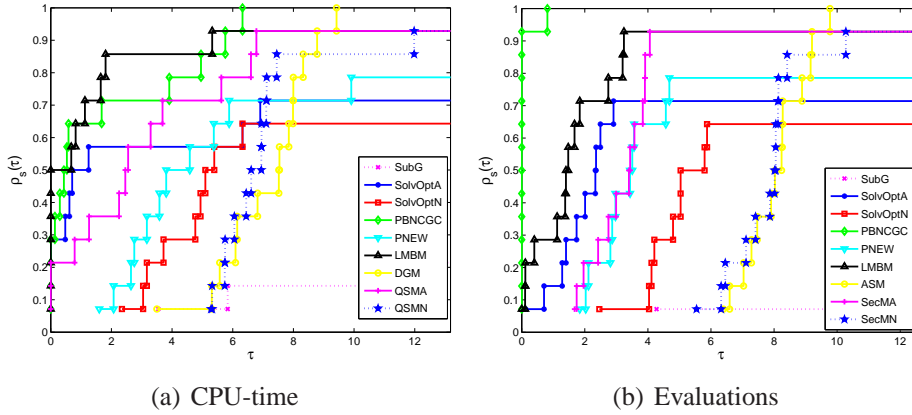 1
0.9
0.8
0.7
0.6
0.5
0.4
0.3
0.2
0.1
0
ρs(τ)
0 2 4 6 8 10 12
τ
SubG
SolvOptA
SolvOptN
PBNCGC
PNEW
LMBM
DGM
QSMA
QSMN
(a) CPU-time
1
0.9
0.8
0.7
0.6
0.5
0.4
0.3
0.2
0.1
0
ρs(τ)
0 2 4 6 8 10 12
τ
SubG
SolvOptA
SolvOptN
PBNCGC
PNEW
LMBM
ASM
SecMA
SecMN
(b) Evaluations